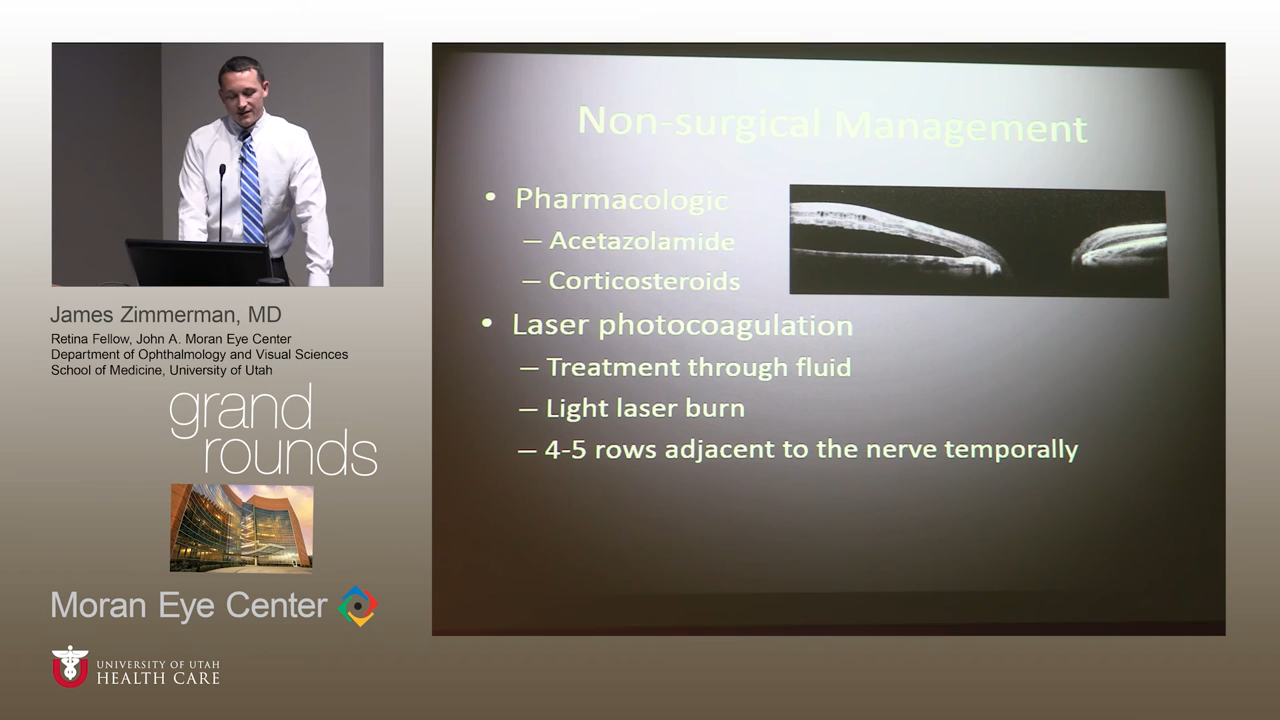 James Zimmerman, MD
Retina Fellow, John A. Moran Eye Center
Department of Ophthalmology and Visual Sciences
School of Medicine, University of Utah
grand
rounds
Moran Eye Center
UNIVERSITY OF UTAH
HEALTH CARE
Non-surgical Management
• Pharmacologic
– Acetazolamide
– Corticosteroids
• Laser photocoagulation
– Treatment through fluid
– Light laser burn
– 4-5 rows adjacent to the nerve temporally